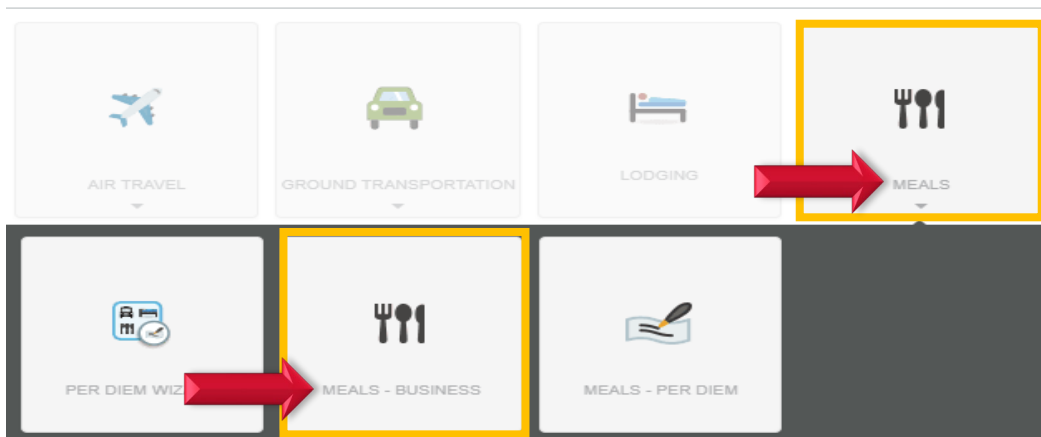 AIR TRAVEL
GROUND TRANSPORTATION
LODGING
MEALS
PER DIEM WIZ
MEALS - BUSINESS
MEALS - PER DIEM